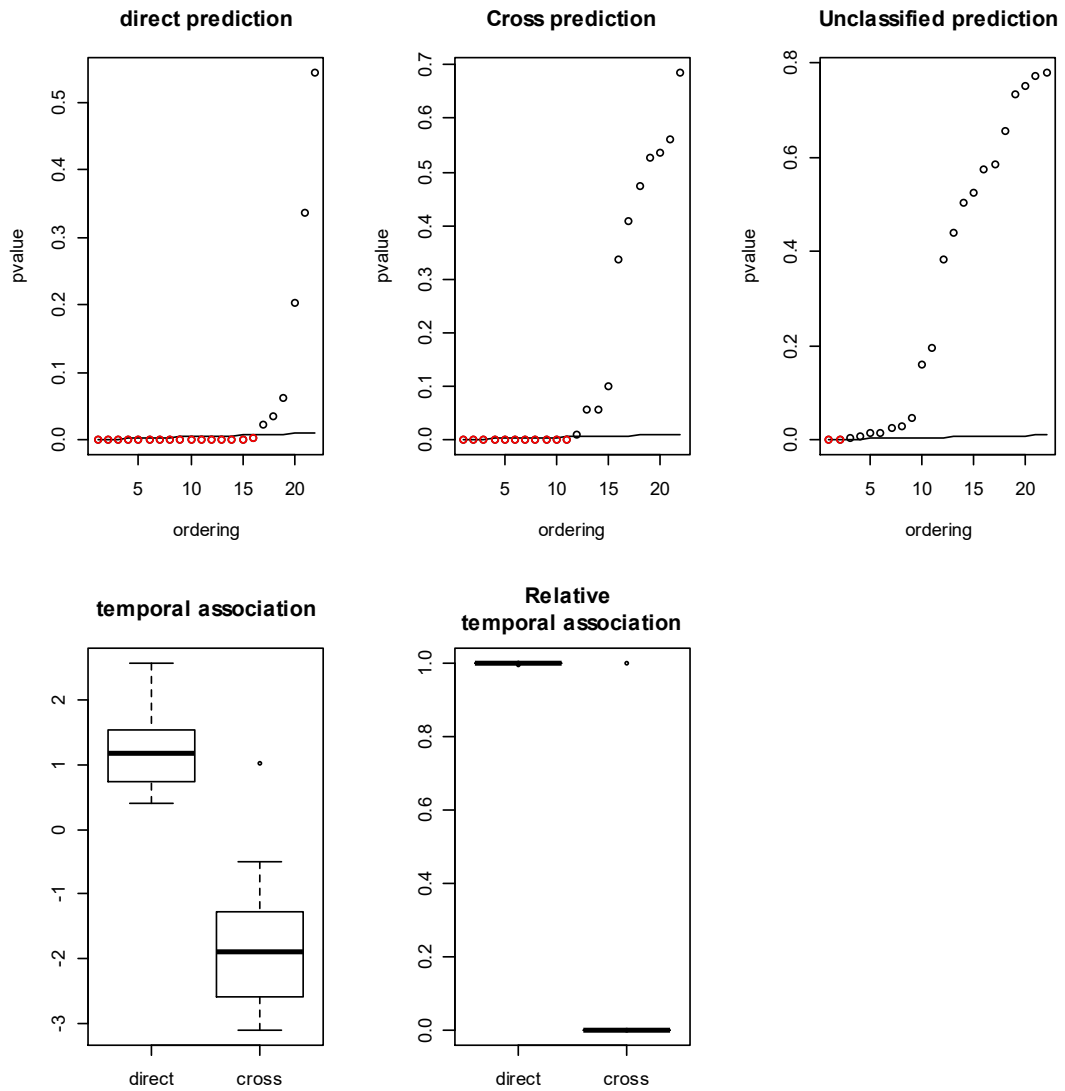 direct prediction
pvalue
0.5
0.4
0.3
0.2
0.1
0.0
5
10
15
20
ordering
Cross prediction
pvalue
0.7
0.6
0.5
0.4
0.3
0.2
0.1
0.0
5
10
15
20
ordering
Unclassified prediction
pvalue
0.8
0.6
0.4
0.2
0.0
5
10
15
20
ordering
temporal association
2
1
0
-1
-2
-3
direct
cross
Relative
temporal association
1.0
0.8
0.6
0.4
0.2
0.0
direct
cross